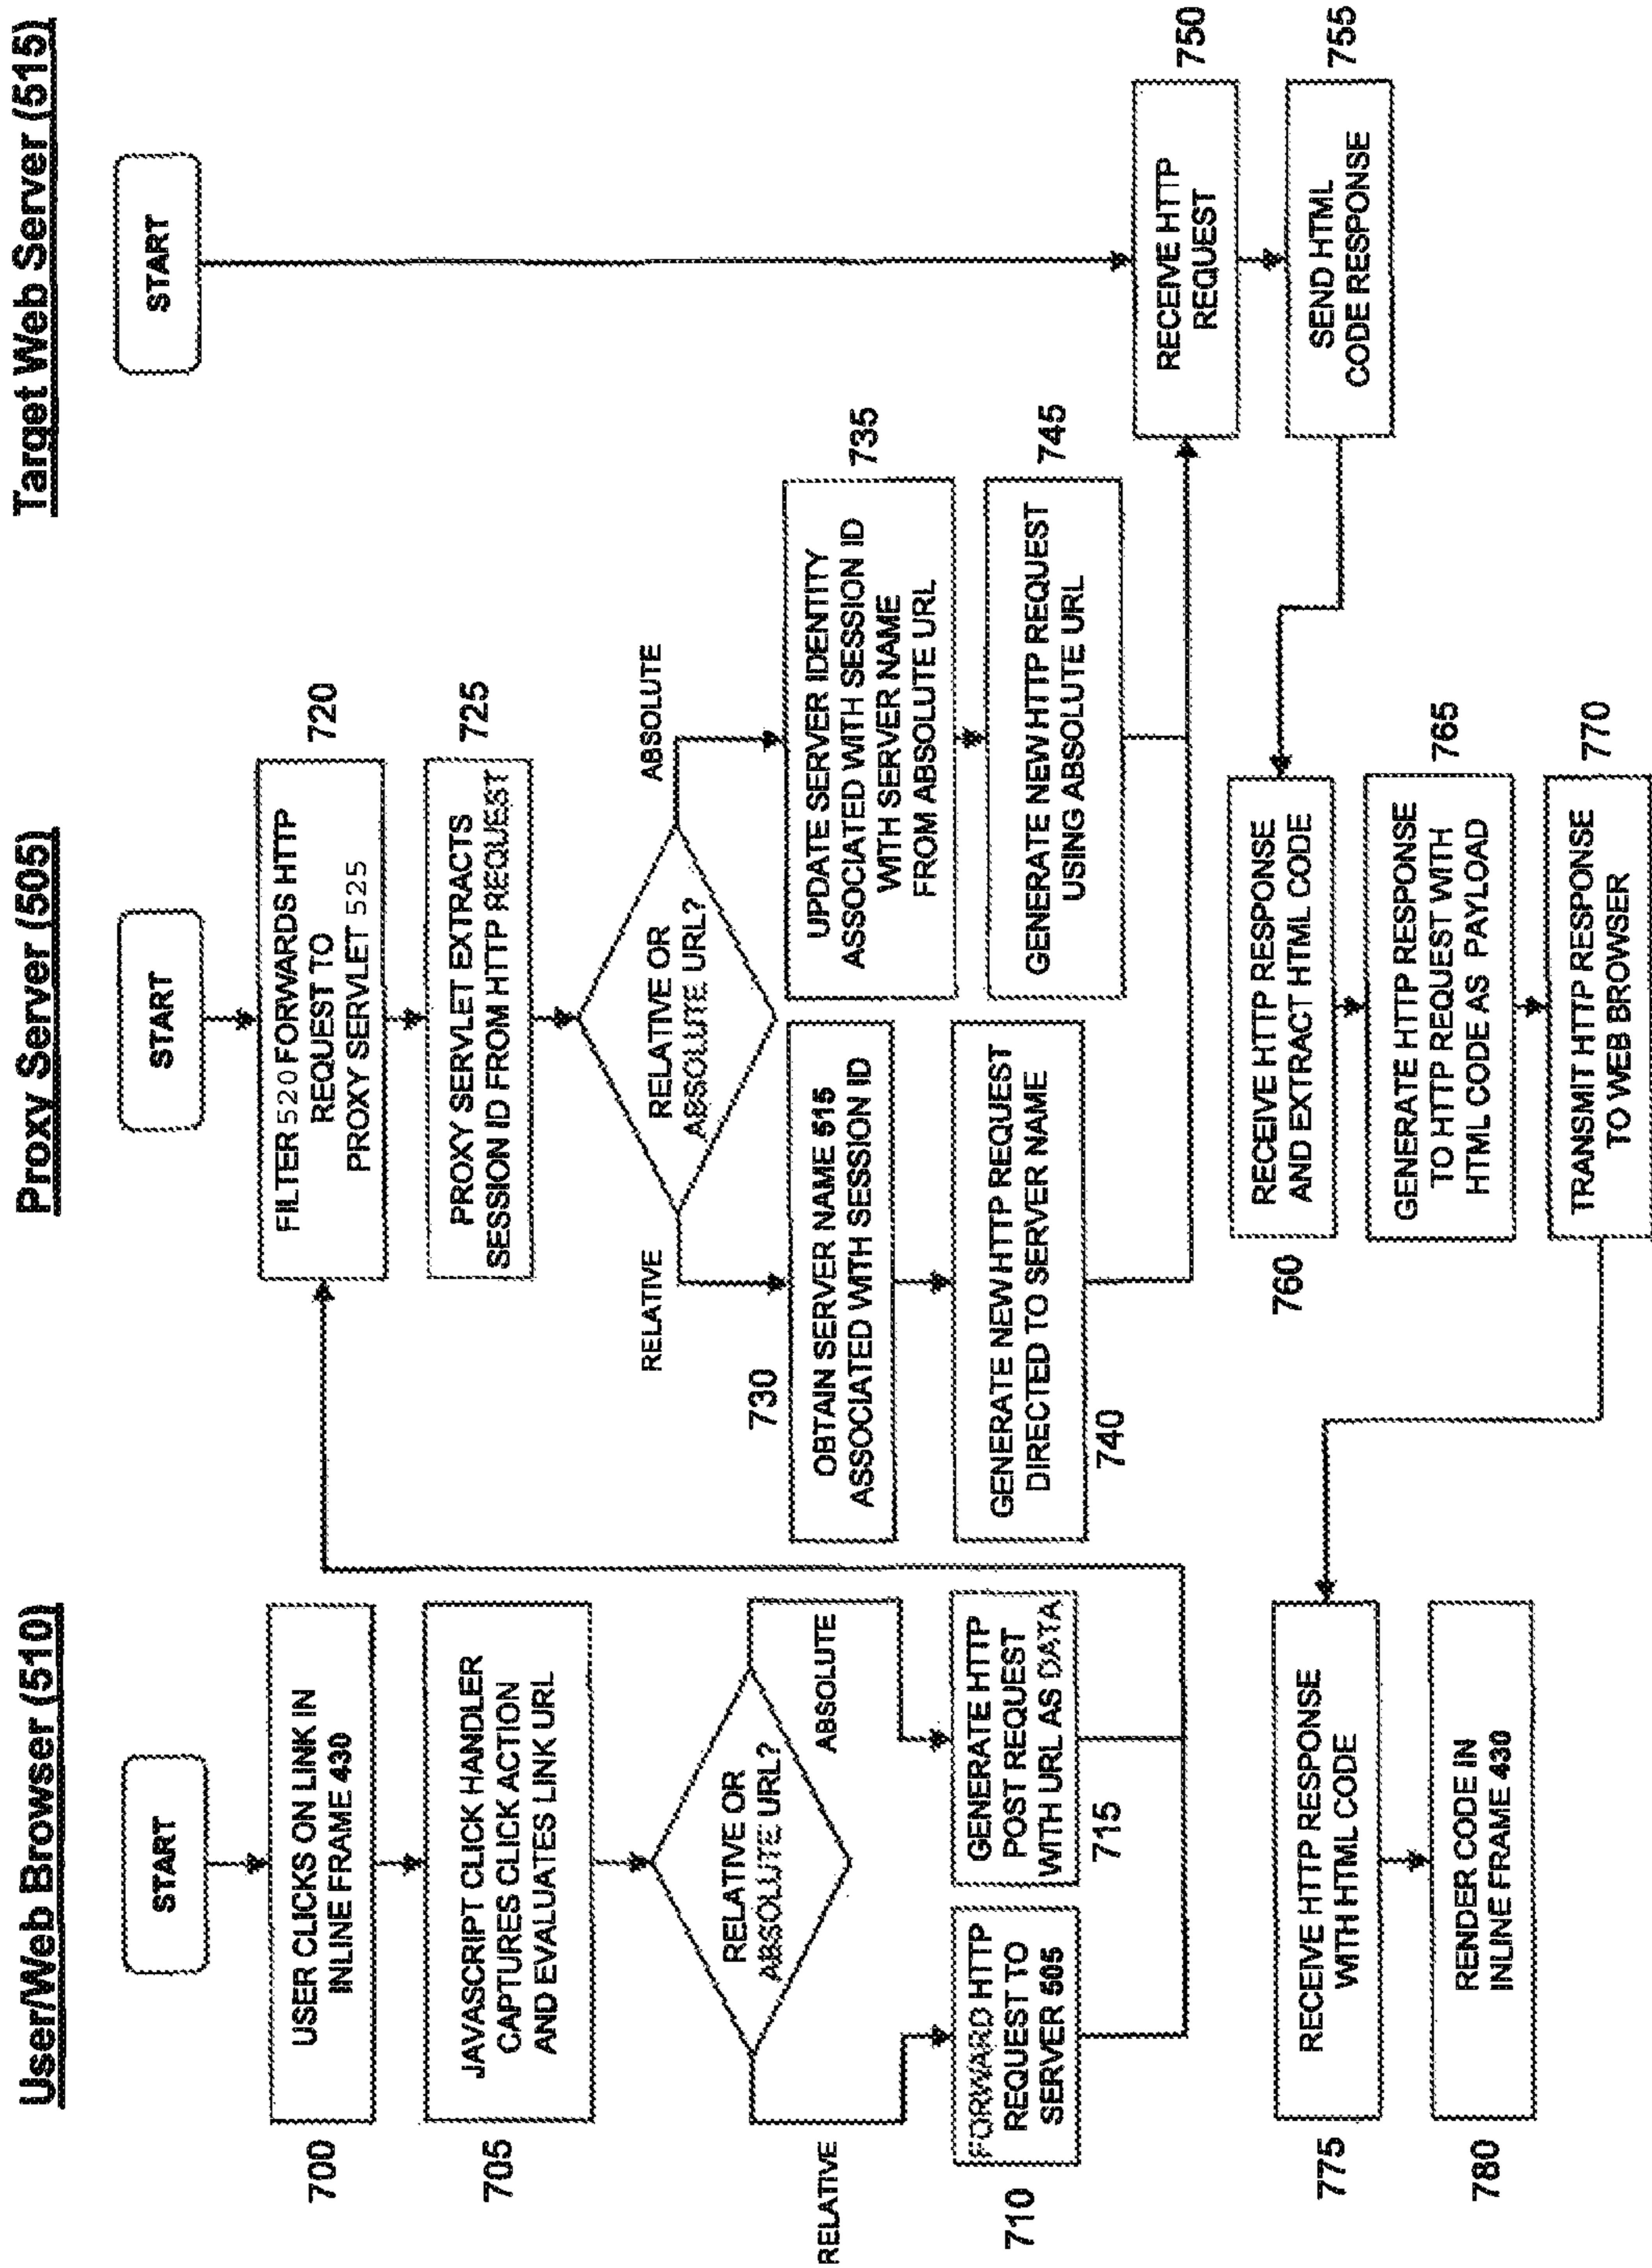 User/Web Browser (510)
START
USER CLICKS ON LINK IN
INLINE FRAME 430
700
JAVASCRIPT CLICK HANDLER
CAPTURES CLICK ACTION
AND EVALUATES LINK URL
705
RELATIVE OR
ABSOLUTE URL?
RELATIVE
ABSOLUTE
FORWARD HTTP
REQUEST TO
SERVER 505
710
GENERATE HTTP
POST REQUEST
WITH URL AS DATA
715
RECEIVE HTTP RESPONSE
WITH HTML CODE
775
RENDER CODE IN
INLINE FRAME 430
780
Proxy Server (505)
START
FILTER 520 FORWARDS HTTP
REQUEST TO
PROXY SERVLET 525
720
PROXY SERVLET EXTRACTS
SESSION ID FROM HTTP REQUEST
725
RELATIVE OR
ABSOLUTE URL?
RELATIVE
ABSOLUTE
730
OBTAIN SERVER NAME 515
ASSOCIATED WITH SESSION ID
UPDATE SERVER IDENTITY
ASSOCIATED WITH SESSION ID
WITH SERVER NAME
FROM ABSOLUTE URL
735
GENERATE NEW HTTP REQUEST
DIRECTED TO SERVER NAME
740
GENERATE NEW HTTP REQUEST
USING ABSOLUTE URL
745
760
RECEIVE HTTP RESPONSE
AND EXTRACT HTML CODE
GENERATE HTTP RESPONSE
TO HTTP REQUEST WITH
HTML CODE AS PAYLOAD
765
TRANSMIT HTTP RESPONSE
TO WEB BROWSER
770
Target Web Server (515)
START
RECEIVE HTTP
REQUEST
750
SEND HTML
CODE RESPONSE
755